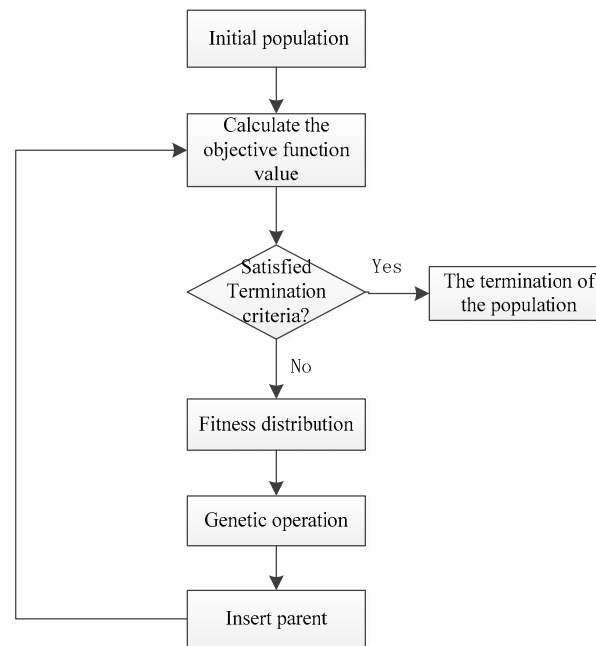 Initial population
Calculate the
objective function
value
Satisfied
Termination
criteria?
Yes
The termination of
the population
No
Fitness distribution
Genetic operation
Insert parent